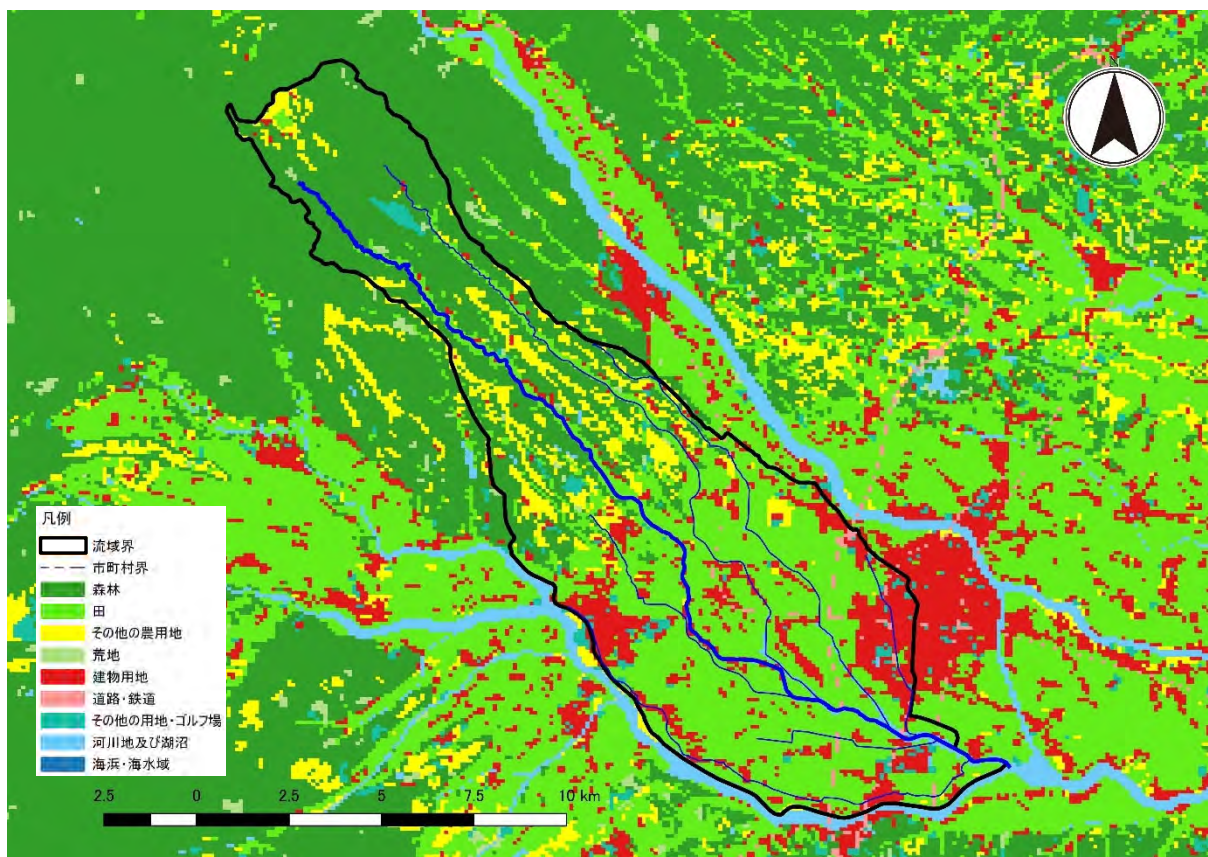 N
凡例
流域界
市町村界
森林
田
その他の農用地
荒地
建物用地
道路・鉄道
その他の用地・ゴルフ場
河川地及び湖沼
海浜・海水域
2.5 0 2.5 5 7.5 10 km